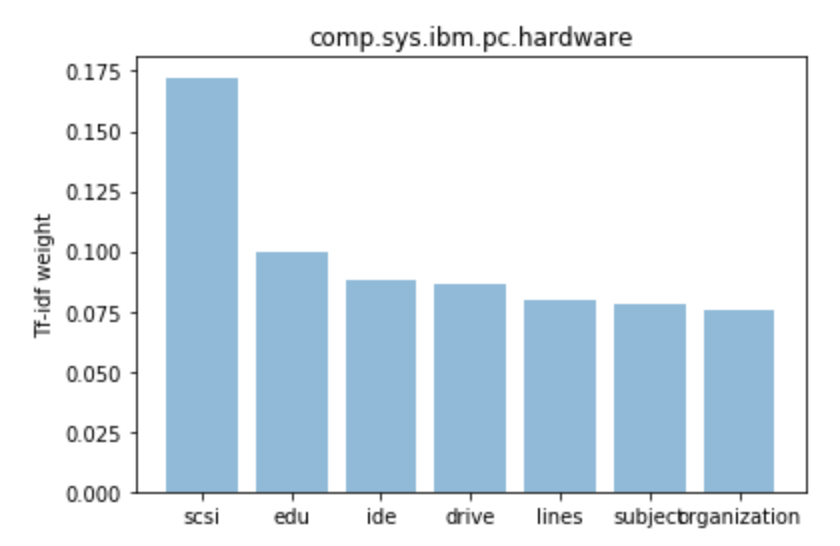 comp.sys.ibm.pc.hardware
0.175
0.150
0.125
0.100
0.075
0.050
0.025
0.000
Tf-idf weight
scsi edu ide drive lines subject organization